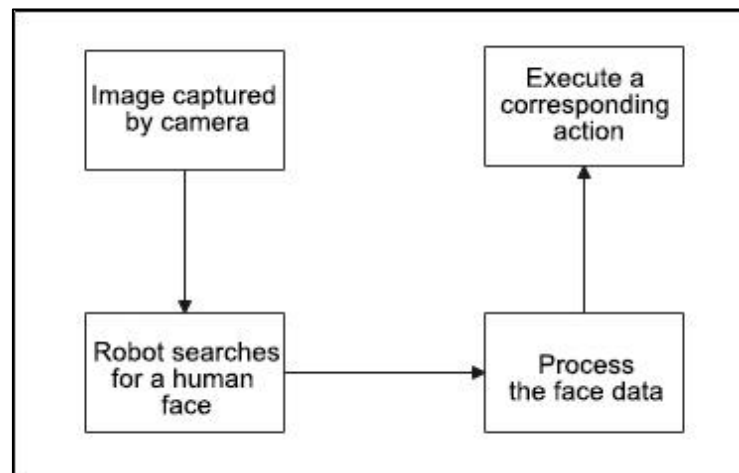 Image captured
by camera
Robot searches
for a human
face
Process
the face data
Execute a
corresponding
action